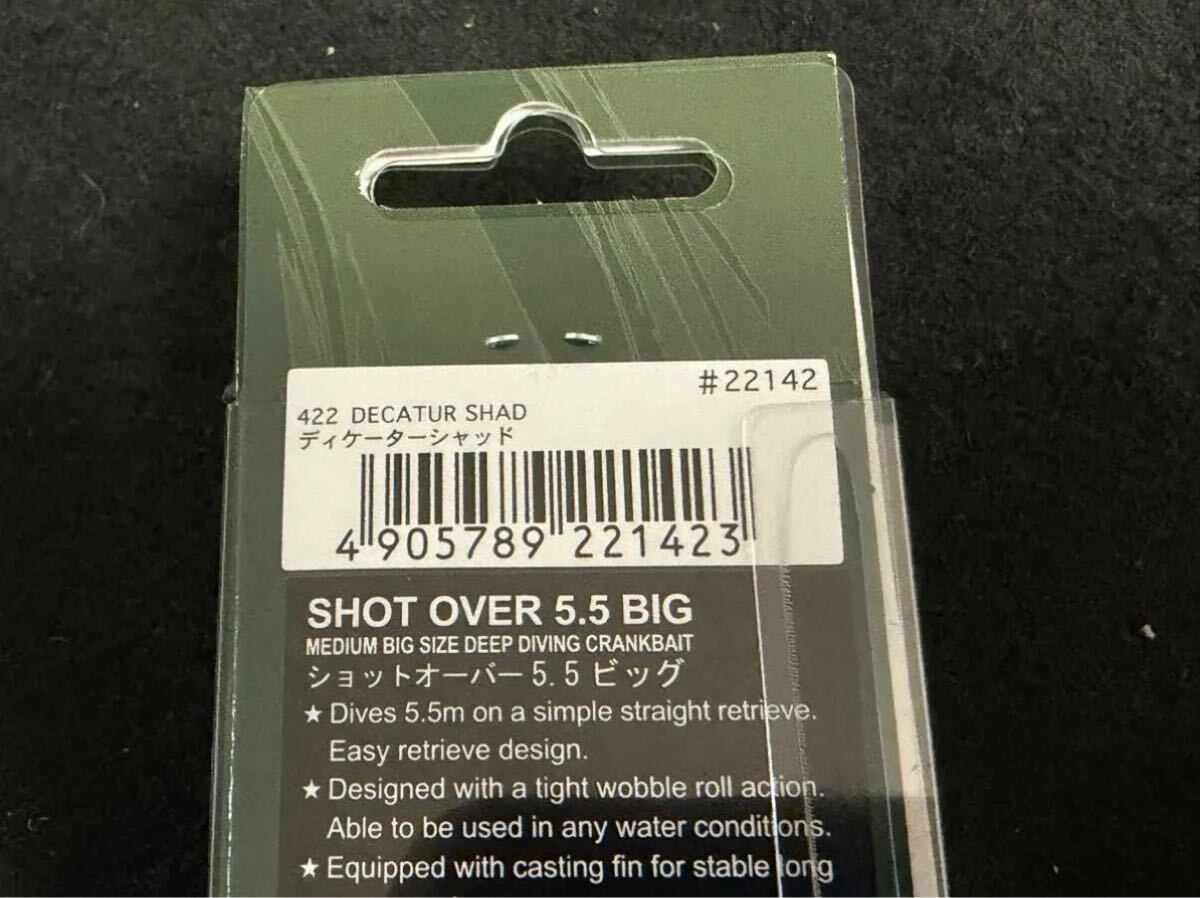 #22142
422 DECATUR SHAD
ディケーターシャッド
4 905789 221423
SHOT OVER 5.5 BIG
MEDIUM BIG SIZE DEEP DIVING CRANKBAIT
ショットオーバー5.5 ビッグ
★ Dives 5.5m on a simple straight retrieve.
Easy retrieve design.
★ Designed with a tight wobble roll action.
Able to be used in any water conditions.
★ Equipped with casting fin for stable long